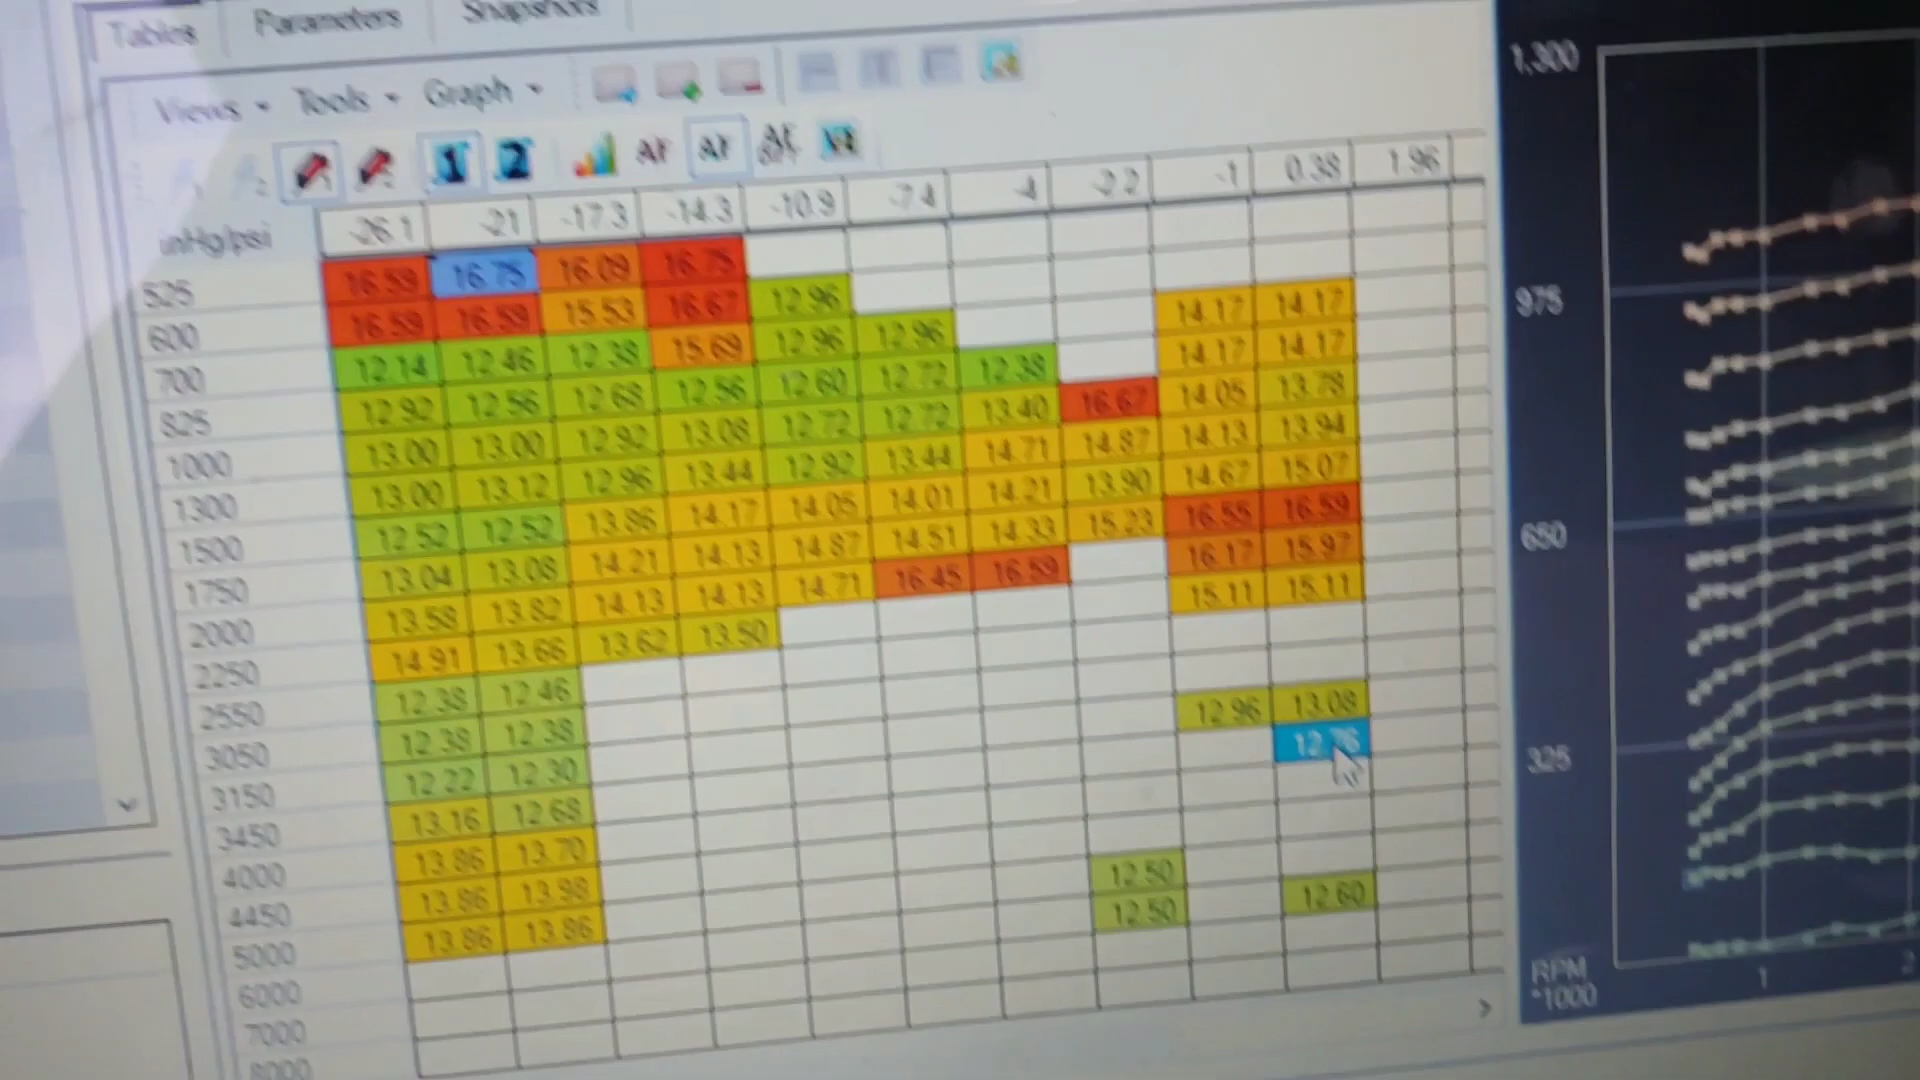 Tables Parameters Snapshots
Views Tools Graph
1 2
inHg/psi -26.1 -21 -17.3 -14.3 -10.9 -7.4 -4 -2.2 -1 0.38 1.96
525 16.59 16.75 16.09 16.75
600 16.59 16.59 15.53 16.67 12.96
700 12.14 12.46 12.38 15.69 12.96 12.96 14.17 14.17
825 12.92 12.56 12.68 12.56 12.60 12.72 12.38 14.17 14.17
1000 13.00 13.00 12.92 13.08 12.72 12.72 13.40 16.67 14.05 13.78
1300 13.00 13.12 12.96 13.44 12.92 13.44 14.71 14.87 14.13 13.94
1500 12.52 12.52 13.86 14.17 14.05 14.01 14.21 13.90 14.67 15.07
1750 13.04 13.08 14.21 14.13 14.87 14.51 14.33 15.23 16.55 16.59
2000 13.58 13.82 14.13 14.13 14.71 16.45 16.59 16.17 15.97
2250 14.91 13.66 13.62 13.50 15.11 15.11
2550 12.38 12.46
3050 12.38 12.38
3150 12.22 12.30 12.96 13.08
3450 13.16 12.68
4000 13.86 13.70
4450 13.86 13.98
5000 13.86 13.86 12.50
6000 12.50 12.60
7000
8000
1,300
975
650
325
RPM
*1000
1 2